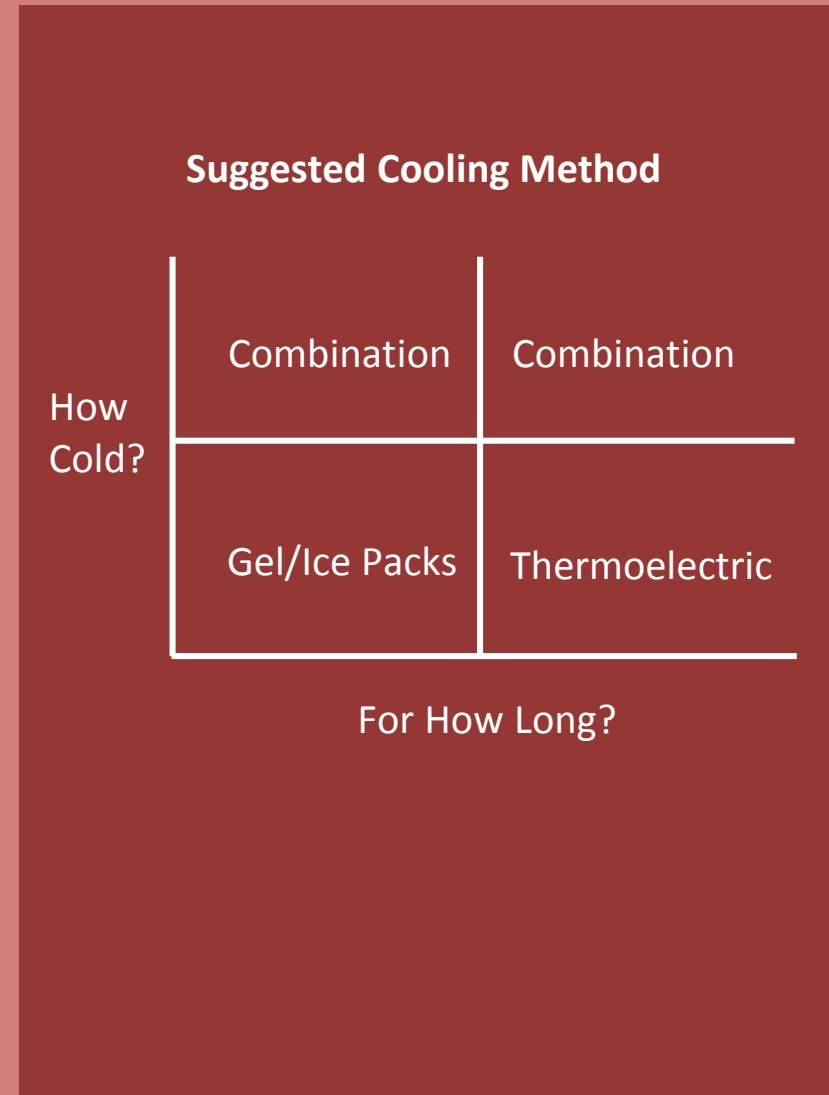 Suggested Cooling Method
Combination
Combination
How
Cold?
Gel/Ice Packs
Thermoelectric
For How Long?